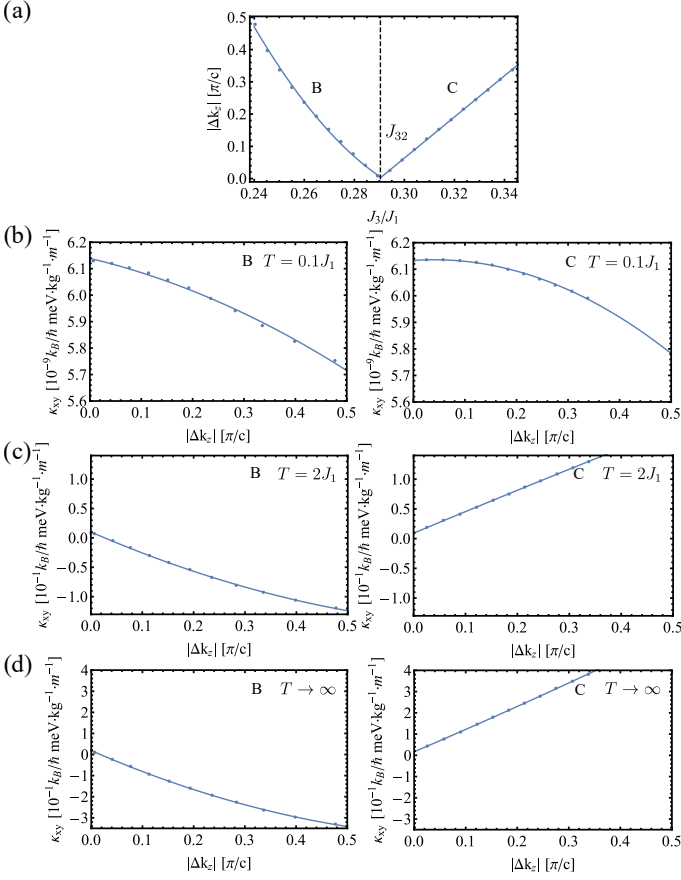 (a)
0.5
0.4
0.3
0.2
0.1
0.0
|Δk_z| [π/c]
B
C
J_32
0.24 0.26 0.28 0.30 0.32 0.34
J_3/J_1
(b)
κ_xy [10^−9 k_B/ℏ meV·kg^−1·m^−1]
6.2
6.1
6.0
5.9
5.8
5.7
5.6
B T = 0.1J_1
0.0 0.1 0.2 0.3 0.4 0.5
|Δk_z| [π/c]
κ_xy [10^−9 k_B/ℏ meV·kg^−1·m^−1]
6.2
6.1
6.0
5.9
5.8
5.7
5.6
C T = 0.1J_1
0.0 0.1 0.2 0.3 0.4 0.5
|Δk_z| [π/c]
(c)
κ_xy [10^−1 k_B/ℏ meV·kg^−1·m^−1]
1.0
0.5
0.0
−0.5
−1.0
B T = 2J_1
0.0 0.1 0.2 0.3 0.4 0.5
|Δk_z| [π/c]
κ_xy [10^−1 k_B/ℏ meV·kg^−1·m^−1]
1.0
0.5
0.0
−0.5
−1.0
C T = 2J_1
0.0 0.1 0.2 0.3 0.4 0.5
|Δk_z| [π/c]
(d)
κ_xy [10^−1 k_B/ℏ meV·kg^−1·m^−1]
4
3
2
1
0
−1
−2
−3
B T → ∞
0.0 0.1 0.2 0.3 0.4 0.5
|Δk_z| [π/c]
κ_xy [10^−1 k_B/ℏ meV·kg^−1·m^−1]
4
3
2
1
0
−1
−2
−3
C T → ∞
0.0 0.1 0.2 0.3 0.4 0.5
|Δk_z| [π/c]